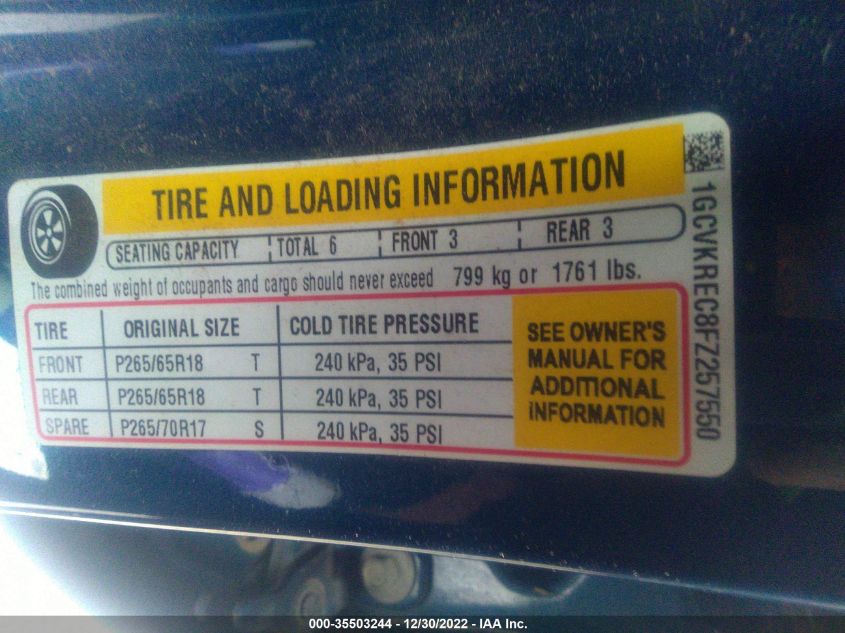 TIRE AND LOADING INFORMATION
SEATING CAPACITY TOTAL 6 FRONT 3 REAR 3
The combined weight of occupants and cargo should never exceed 799 kg or 1761 lbs.
TIRE ORIGINAL SIZE COLD TIRE PRESSURE
FRONT P265/65R18 T 240 kPa, 35 PSI
REAR P265/65R18 T 240 kPa, 35 PSI
SPARE P265/70R17 S 240 kPa, 35 PSI
SEE OWNER'S
MANUAL FOR
ADDITIONAL
INFORMATION
1GCVKREC8FZ257550
000-35503244 - 12/30/2022 - IAA Inc.